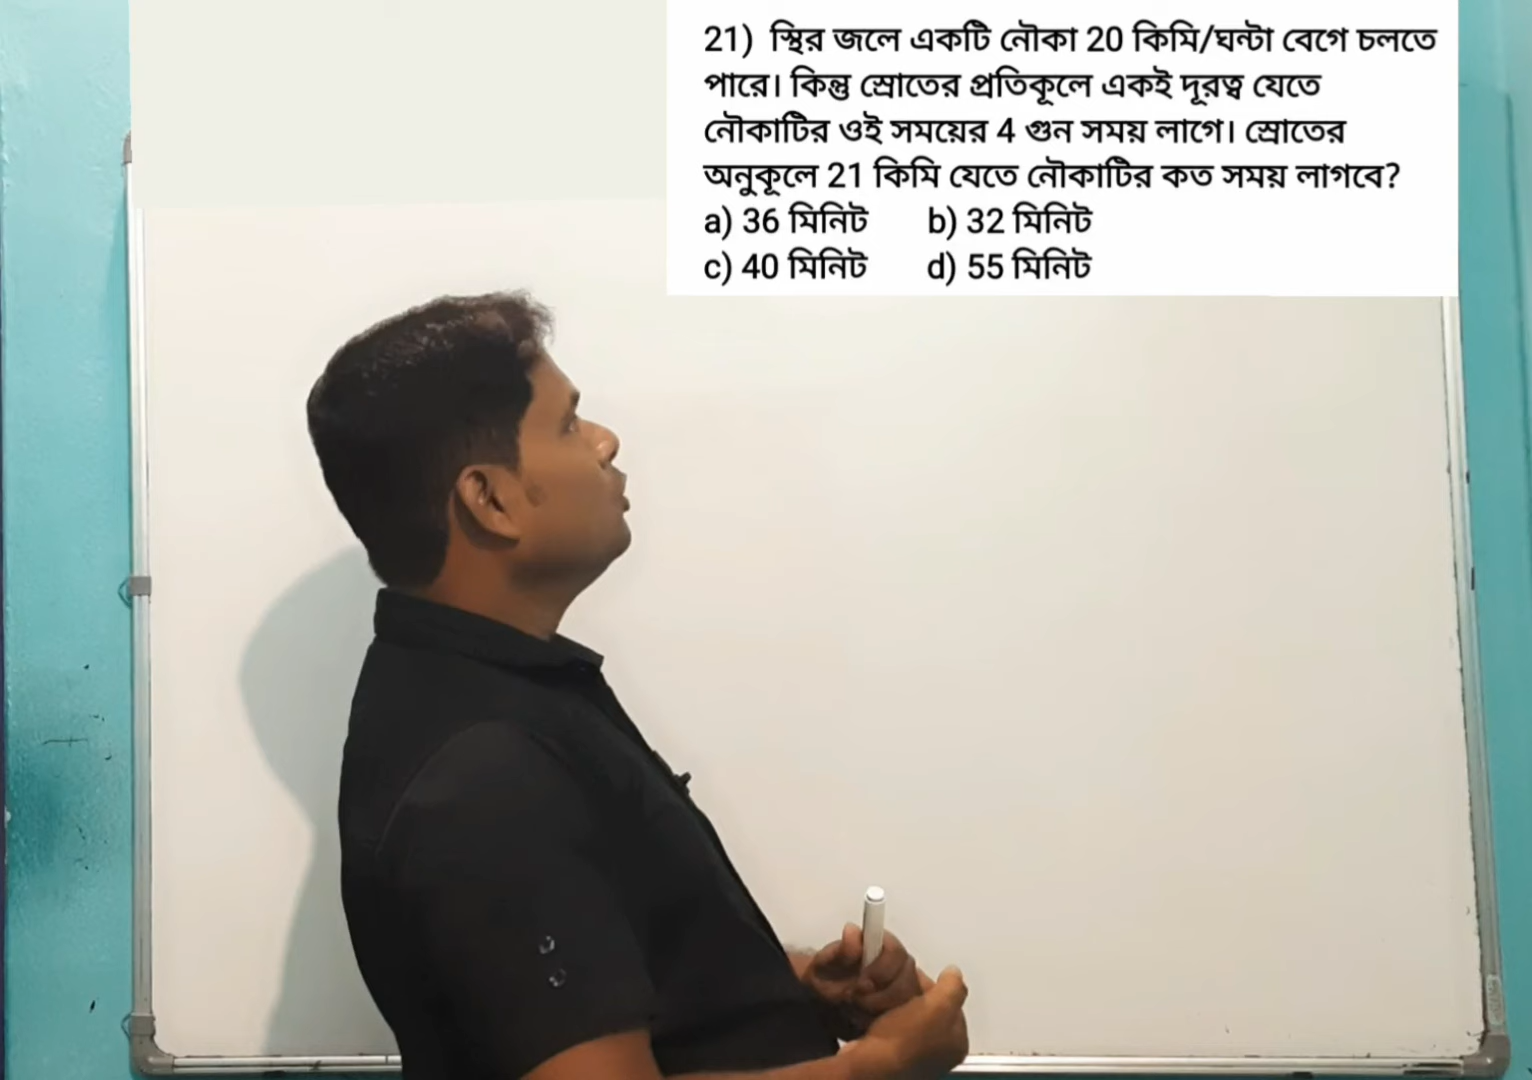 21) স্থির জলে একটি নৌকা 20 কিমি/ঘন্টা বেগে চলতে
পারে। কিন্তু স্রোতের প্রতিকূলে একই দূরত্ব যেতে
নৌকাটির ওই সময়ের 4 গুন সময় লাগে। স্রোতের
অনুকূলে 21 কিমি যেতে নৌকাটির কত সময় লাগবে?
a) 36 মিনিট b) 32 মিনিট
c) 40 মিনিট d) 55 মিনিট